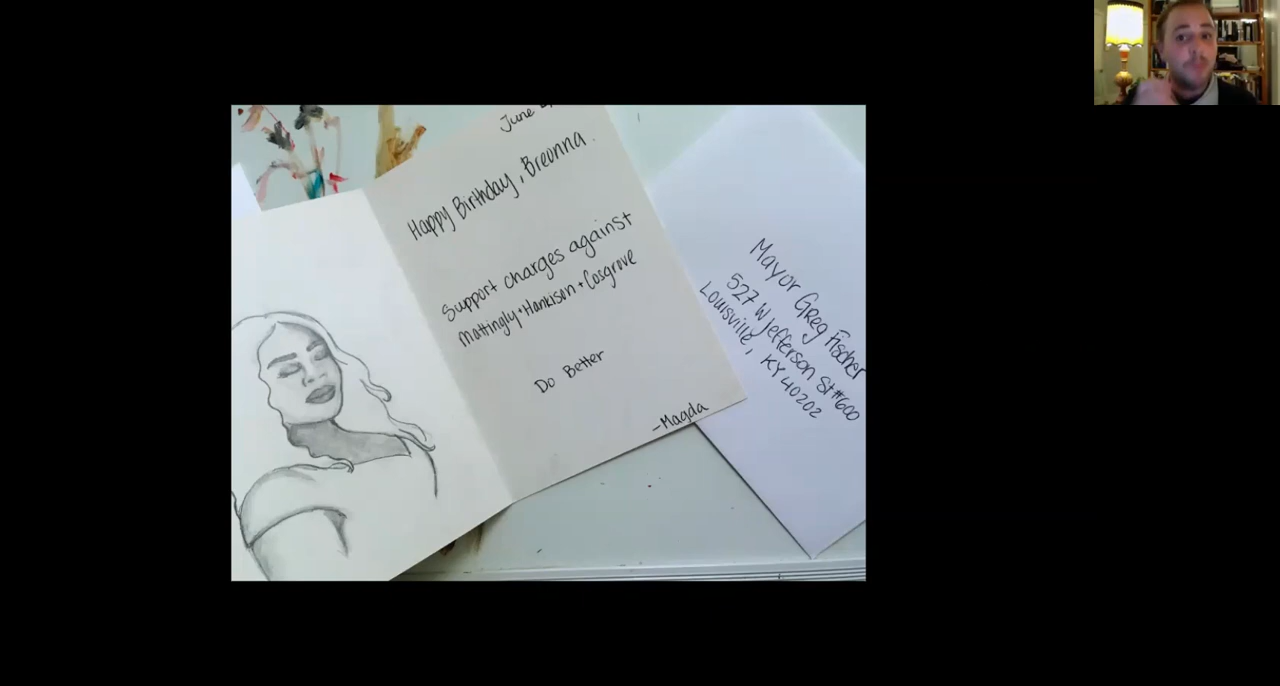 June
Happy Birthday, Breonna.
Support charges against
Mattingly+Hankison+Cosgrove
Do Better
-Magda
Mayor Greg Fischer
527 W Jefferson St #600
Louisville, KY 40202